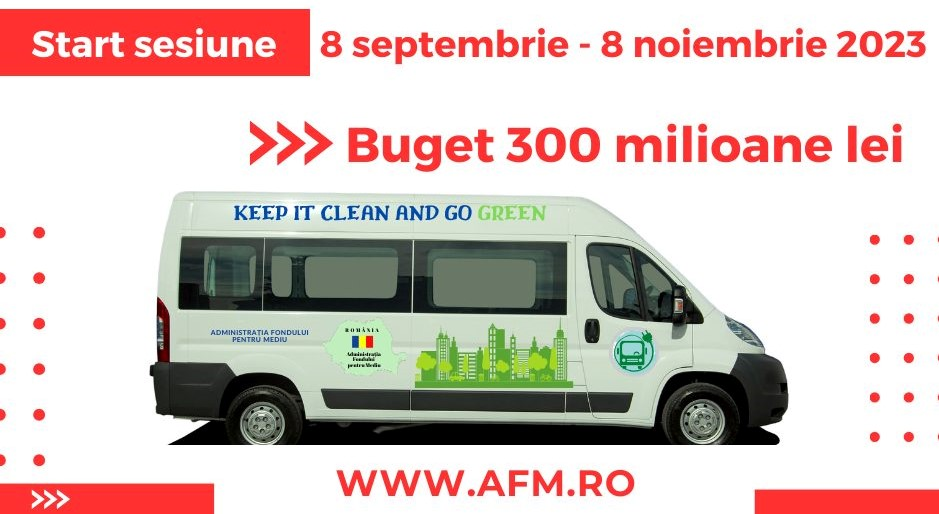 Start sesiune
8 septembrie - 8 noiembrie 2023
Buget 300 milioane lei
KEEP IT CLEAN AND GO GREEN
ADMINISTRAȚIA FONDULUI
PENTRU MEDIU
ROMÂNIA
Administrația
Fondului
pentru Mediu
WWW.AFM.RO